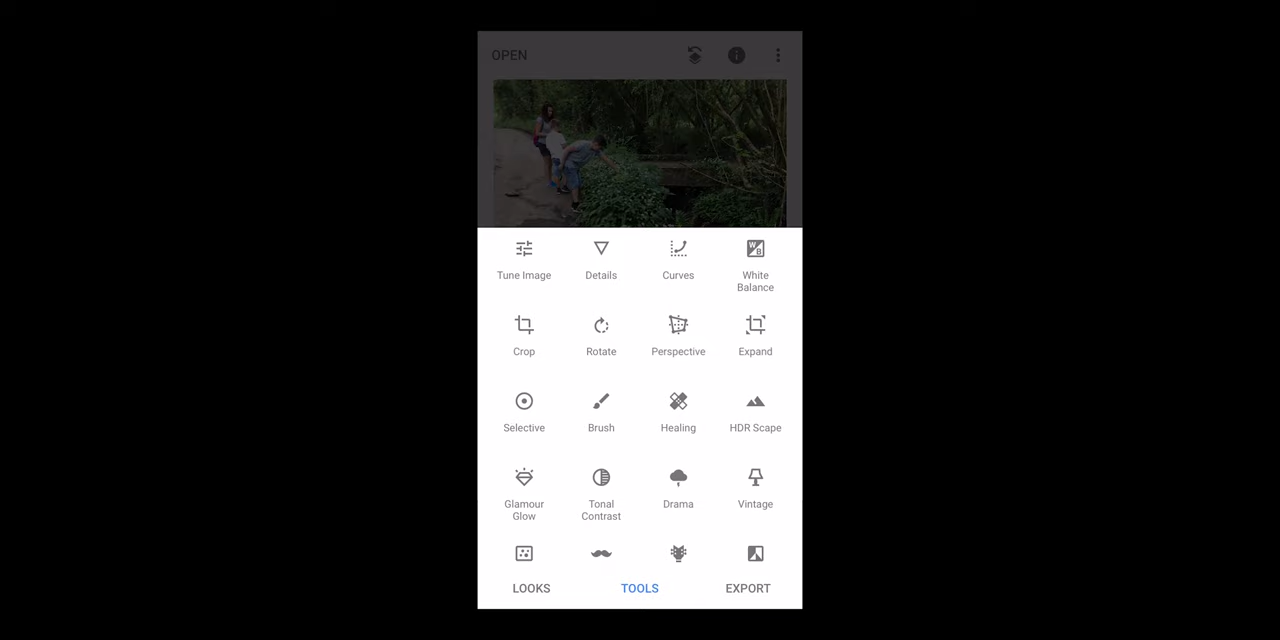 OPEN
Tune Image
Details
Curves
White
Balance
Crop
Rotate
Perspective
Expand
Selective
Brush
Healing
HDR Scape
Glamour
Glow
Tonal
Contrast
Drama
Vintage
LOOKS
TOOLS
EXPORT